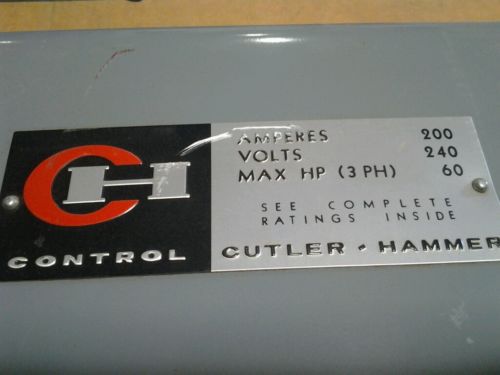 CH
CONTROL
AMPERES 200
VOLTS 240
MAX HP (3 PH) 60
SEE COMPLETE
RATINGS INSIDE
CUTLER · HAMMER